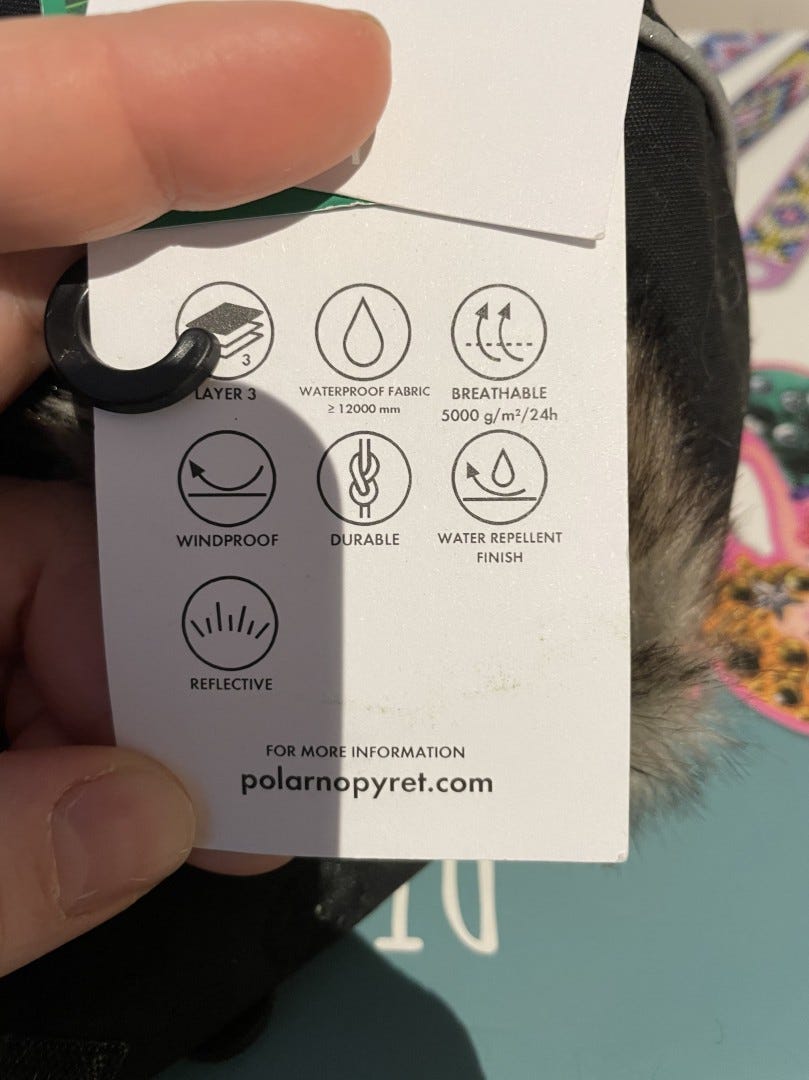 3
LAYER 3
WATERPROOF FABRIC
≥ 12000 mm
BREATHABLE
5000 g/m²/24h
WINDPROOF
DURABLE
WATER REPELLENT
FINISH
REFLECTIVE
FOR MORE INFORMATION
polarnopyret.com